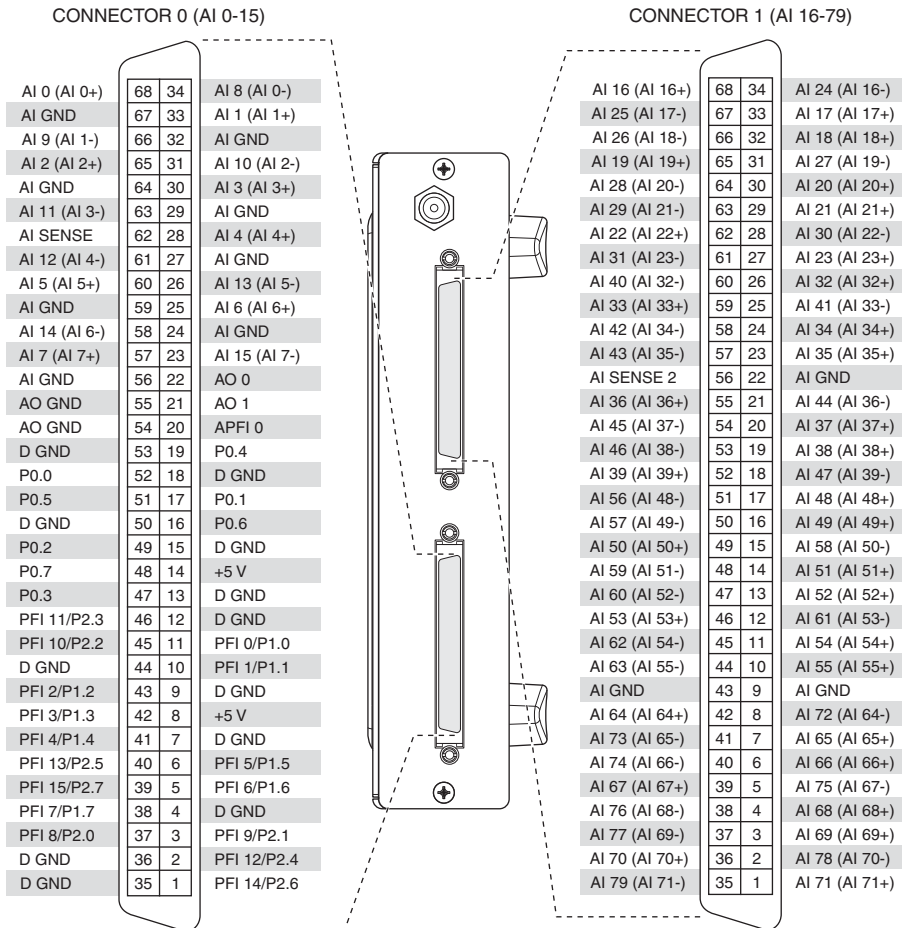 CONNECTOR 0 (AI 0-15) CONNECTOR 1 (AI 16-79)
AI 0 (AI 0+) 68 34 AI 8 (AI 0-)
AI GND 67 33 AI 1 (AI 1+)
AI 9 (AI 1-) 66 32 AI GND
AI 2 (AI 2+) 65 31 AI 10 (AI 2-)
AI GND 64 30 AI 3 (AI 3+)
AI 11 (AI 3-) 63 29 AI GND
AI SENSE 62 28 AI 4 (AI 4+)
AI 12 (AI 4-) 61 27 AI GND
AI 5 (AI 5+) 60 26 AI 13 (AI 5-)
AI GND 59 25 AI 6 (AI 6+)
AI 14 (AI 6-) 58 24 AI GND
AI 7 (AI 7+) 57 23 AI 15 (AI 7-)
AI GND 56 22 AO 0
AO GND 55 21 AO 1
AO GND 54 20 APFI 0
D GND 53 19 P0.4
P0.0 52 18 D GND
P0.5 51 17 P0.1
D GND 50 16 P0.6
P0.2 49 15 D GND
P0.7 48 14 +5 V
P0.3 47 13 D GND
PFI 11/P2.3 46 12 D GND
PFI 10/P2.2 45 11 PFI 0/P1.0
D GND 44 10 PFI 1/P1.1
PFI 2/P1.2 43 9 D GND
PFI 3/P1.3 42 8 +5 V
PFI 4/P1.4 41 7 D GND
PFI 13/P2.5 40 6 PFI 5/P1.5
PFI 15/P2.7 39 5 PFI 6/P1.6
PFI 7/P1.7 38 4 D GND
PFI 8/P2.0 37 3 PFI 9/P2.1
D GND 36 2 PFI 12/P2.4
D GND 35 1 PFI 14/P2.6
AI 16 (AI 16+) 68 34 AI 24 (AI 16-)
AI 25 (AI 17-) 67 33 AI 17 (AI 17+)
AI 26 (AI 18-) 66 32 AI 18 (AI 18+)
AI 19 (AI 19+) 65 31 AI 27 (AI 19-)
AI 28 (AI 20-) 64 30 AI 20 (AI 20+)
AI 29 (AI 21-) 63 29 AI 21 (AI 21+)
AI 22 (AI 22+) 62 28 AI 30 (AI 22-)
AI 31 (AI 23-) 61 27 AI 23 (AI 23+)
AI 40 (AI 32-) 60 26 AI 32 (AI 32+)
AI 33 (AI 33+) 59 25 AI 41 (AI 33-)
AI 42 (AI 34-) 58 24 AI 34 (AI 34+)
AI 43 (AI 35-) 57 23 AI 35 (AI 35+)
AI SENSE 2 56 22 AI GND
AI 36 (AI 36+) 55 21 AI 44 (AI 36-)
AI 45 (AI 37-) 54 20 AI 37 (AI 37+)
AI 46 (AI 38-) 53 19 AI 38 (AI 38+)
AI 39 (AI 39+) 52 18 AI 47 (AI 39-)
AI 56 (AI 48-) 51 17 AI 48 (AI 48+)
AI 57 (AI 49-) 50 16 AI 49 (AI 49+)
AI 50 (AI 50+) 49 15 AI 58 (AI 50-)
AI 59 (AI 51-) 48 14 AI 51 (AI 51+)
AI 60 (AI 52-) 47 13 AI 52 (AI 52+)
AI 53 (AI 53+) 46 12 AI 61 (AI 53-)
AI 62 (AI 54-) 45 11 AI 54 (AI 54+)
AI 63 (AI 55-) 44 10 AI 55 (AI 55+)
AI GND 43 9 AI GND
AI 64 (AI 64+) 42 8 AI 72 (AI 64-)
AI 73 (AI 65-) 41 7 AI 65 (AI 65+)
AI 74 (AI 66-) 40 6 AI 66 (AI 66+)
AI 67 (AI 67+) 39 5 AI 75 (AI 67-)
AI 76 (AI 68-) 38 4 AI 68 (AI 68+)
AI 77 (AI 69-) 37 3 AI 69 (AI 69+)
AI 70 (AI 70+) 36 2 AI 78 (AI 70-)
AI 79 (AI 71-) 35 1 AI 71 (AI 71+)